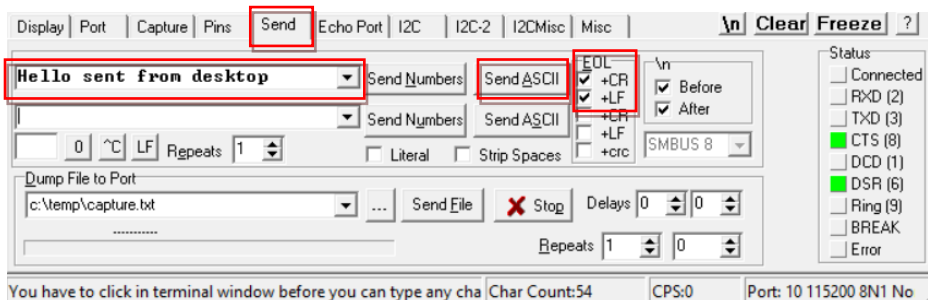 Display Port Capture Pins Send Echo Port I2C I2C-2 I2CMisc Misc \n Clear Freeze ?
EOL \n Status
Hello sent from desktop Send Numbers Send ASCII +CR Before Connected
+LF After RXD (2)
Send Numbers Send ASCII +CR TXD (3)
+LF SMBUS 8 CTS (8)
0 ^C LF Repeats 1 Literal Strip Spaces +crc DCD (1)
Dump File to Port DSR (6)
c:\temp\capture.txt ... Send File Stop Delays 0 0 Ring (9)
----------- BREAK
Repeats 1 0 Error
You have to click in terminal window before you can type any cha Char Count:54 CPS:0 Port: 10 115200 8N1 No